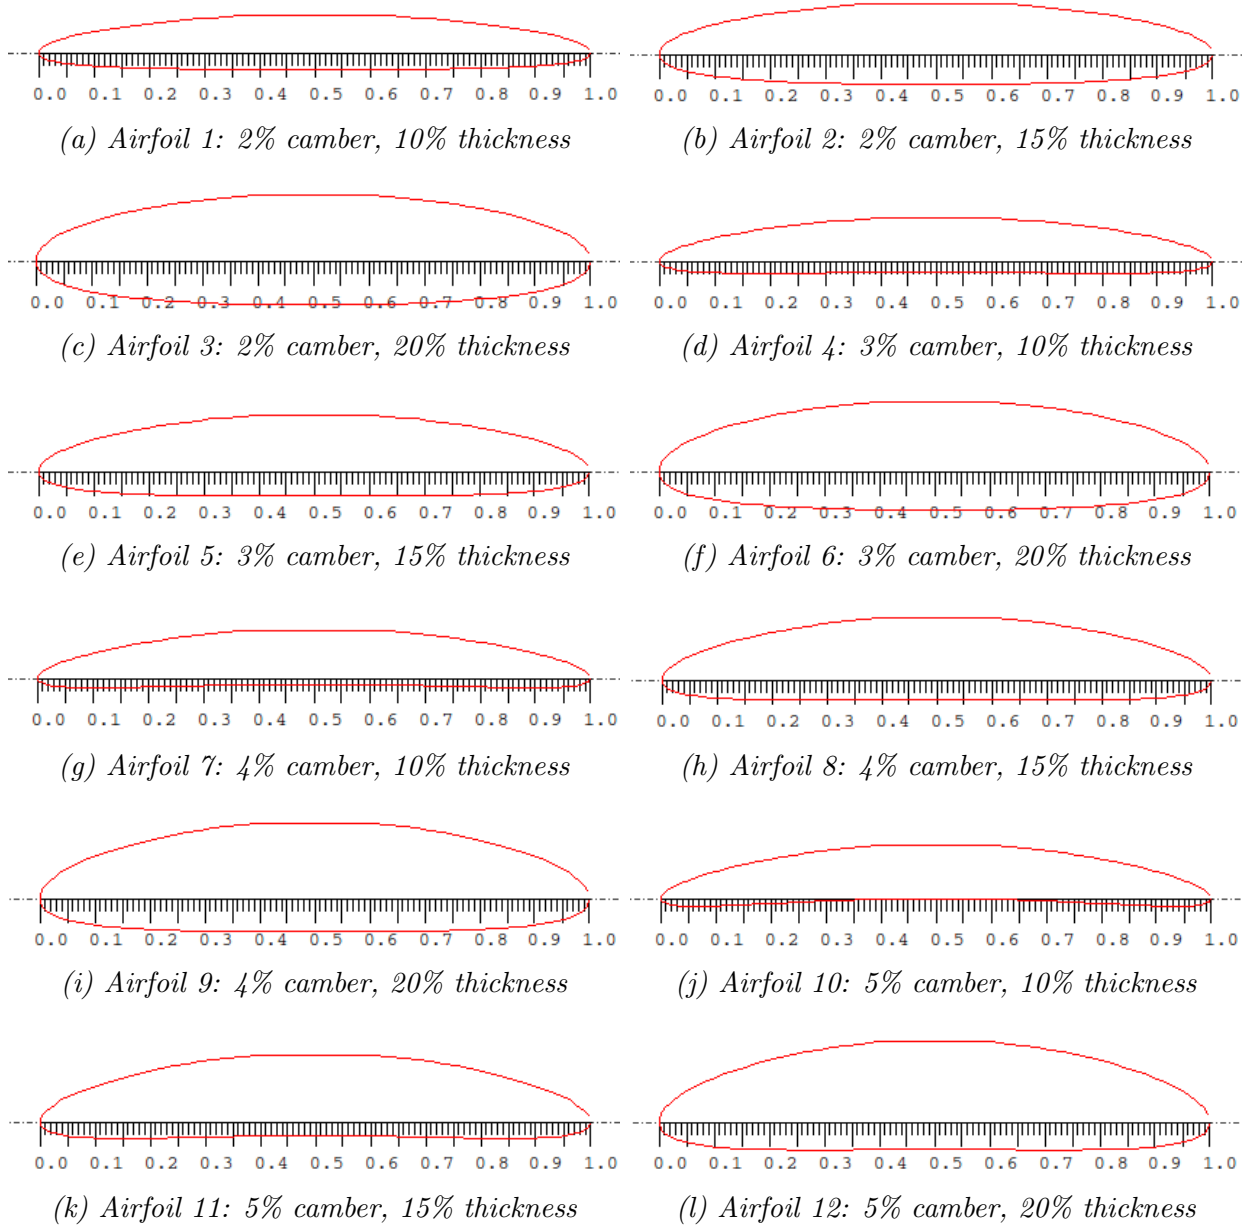 0.0 0.1 0.2 0.3 0.4 0.5 0.6 0.7 0.8 0.9 1.0
0.0 0.1 0.2 0.3 0.4 0.5 0.6 0.7 0.8 0.9 1.0
(a) Airfoil 1: 2% camber, 10% thickness
(b) Airfoil 2: 2% camber, 15% thickness
0.0 0.1 0.2 0.3 0.4 0.5 0.6 0.7 0.8 0.9 1.0
0.0 0.1 0.2 0.3 0.4 0.5 0.6 0.7 0.8 0.9 1.0
(c) Airfoil 3: 2% camber, 20% thickness
(d) Airfoil 4: 3% camber, 10% thickness
0.0 0.1 0.2 0.3 0.4 0.5 0.6 0.7 0.8 0.9 1.0
0.0 0.1 0.2 0.3 0.4 0.5 0.6 0.7 0.8 0.9 1.0
(e) Airfoil 5: 3% camber, 15% thickness
(f) Airfoil 6: 3% camber, 20% thickness
0.0 0.1 0.2 0.3 0.4 0.5 0.6 0.7 0.8 0.9 1.0
0.0 0.1 0.2 0.3 0.4 0.5 0.6 0.7 0.8 0.9 1.0
(g) Airfoil 7: 4% camber, 10% thickness
(h) Airfoil 8: 4% camber, 15% thickness
0.0 0.1 0.2 0.3 0.4 0.5 0.6 0.7 0.8 0.9 1.0
0.0 0.1 0.2 0.3 0.4 0.5 0.6 0.7 0.8 0.9 1.0
(i) Airfoil 9: 4% camber, 20% thickness
(j) Airfoil 10: 5% camber, 10% thickness
0.0 0.1 0.2 0.3 0.4 0.5 0.6 0.7 0.8 0.9 1.0
0.0 0.1 0.2 0.3 0.4 0.5 0.6 0.7 0.8 0.9 1.0
(k) Airfoil 11: 5% camber, 15% thickness
(l) Airfoil 12: 5% camber, 20% thickness